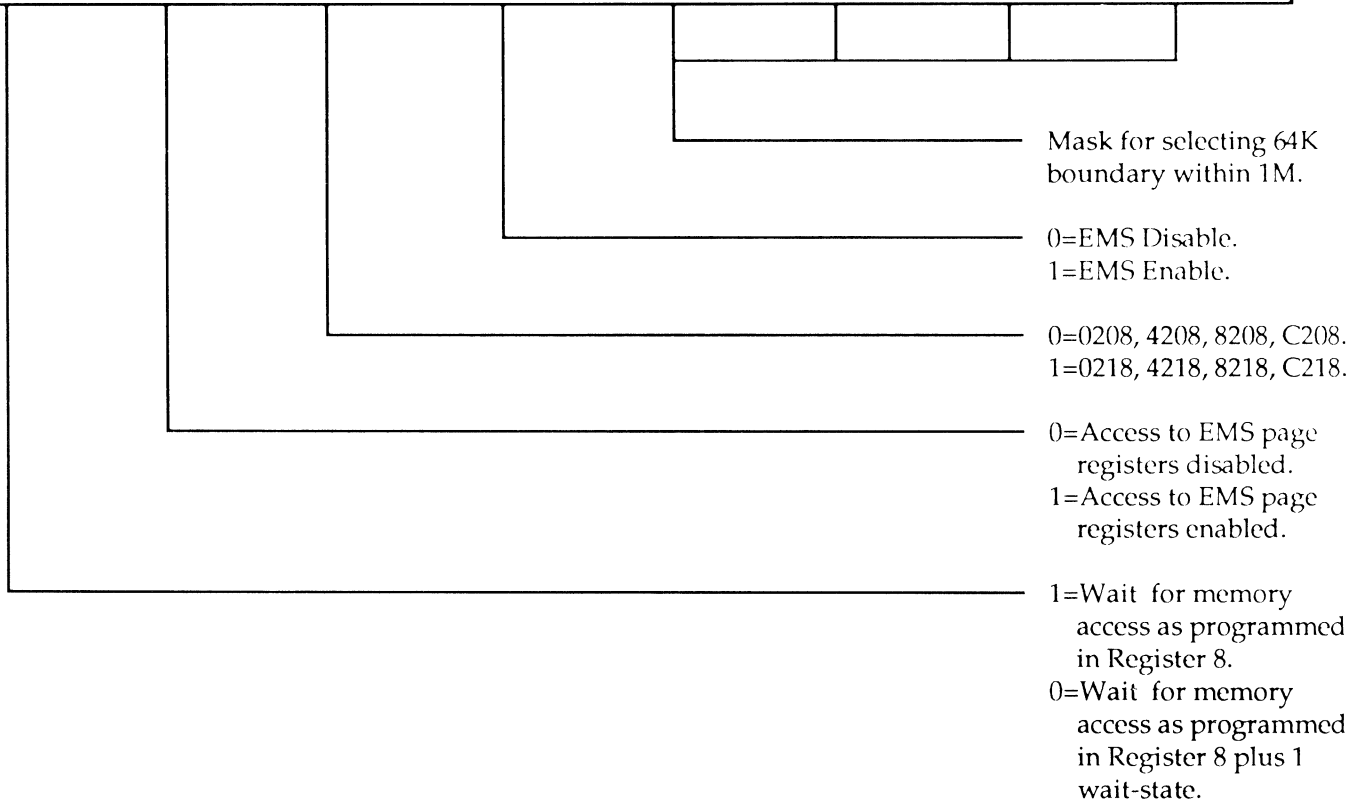 Mask for selecting 64K
boundary within 1M.
0=EMS Disable.
1=EMS Enable.
0=0208, 4208, 8208, C208.
1=0218, 4218, 8218, C218.
0=Access to EMS page
registers disabled.
1=Access to EMS page
registers enabled.
1=Wait for memory
access as programmed
in Register 8.
0=Wait for memory
access as programmed
in Register 8 plus 1
wait-state.